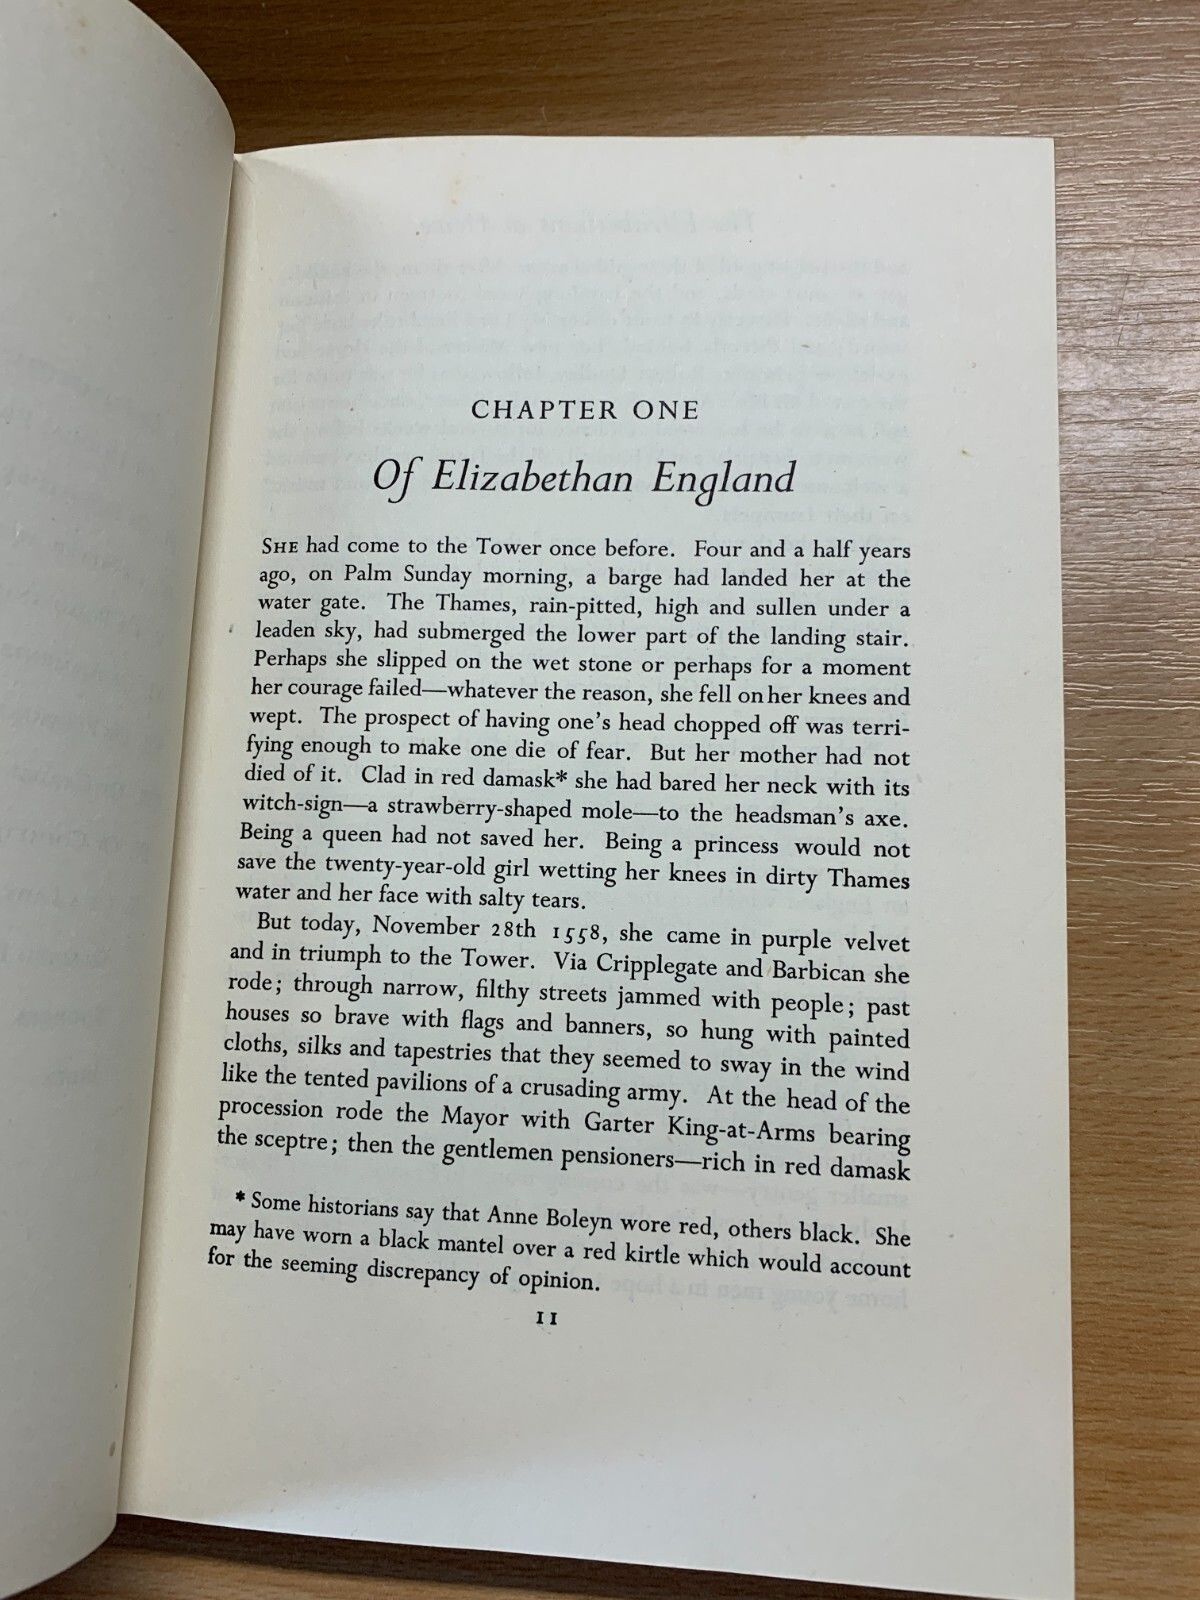 CHAPTER ONE
Of Elizabethan England
SHE had come to the Tower once before. Four and a half years
ago, on Palm Sunday morning, a barge had landed her at the
water gate. The Thames, rain-pitted, high and sullen under a
leaden sky, had submerged the lower part of the landing stair.
Perhaps she slipped on the wet stone or perhaps for a moment
her courage failed—whatever the reason, she fell on her knees and
wept. The prospect of having one's head chopped off was terri-
fying enough to make one die of fear. But her mother had not
died of it. Clad in red damask* she had bared her neck with its
witch-sign—a strawberry-shaped mole—to the headsman's axe.
Being a queen had not saved her. Being a princess would not
save the twenty-year-old girl wetting her knees in dirty Thames
water and her face with salty tears.
But today, November 28th 1558, she came in purple velvet
and in triumph to the Tower. Via Cripplegate and Barbican she
rode; through narrow, filthy streets jammed with people; past
houses so brave with flags and banners, so hung with painted
cloths, silks and tapestries that they seemed to sway in the wind
like the tented pavilions of a crusading army. At the head of the
procession rode the Mayor with Garter King-at-Arms bearing
the sceptre; then the gentlemen pensioners—rich in red damask
* Some historians say that Anne Boleyn wore red, others black. She
may have worn a black mantel over a red kirtle which would account
for the seeming discrepancy of opinion.
11